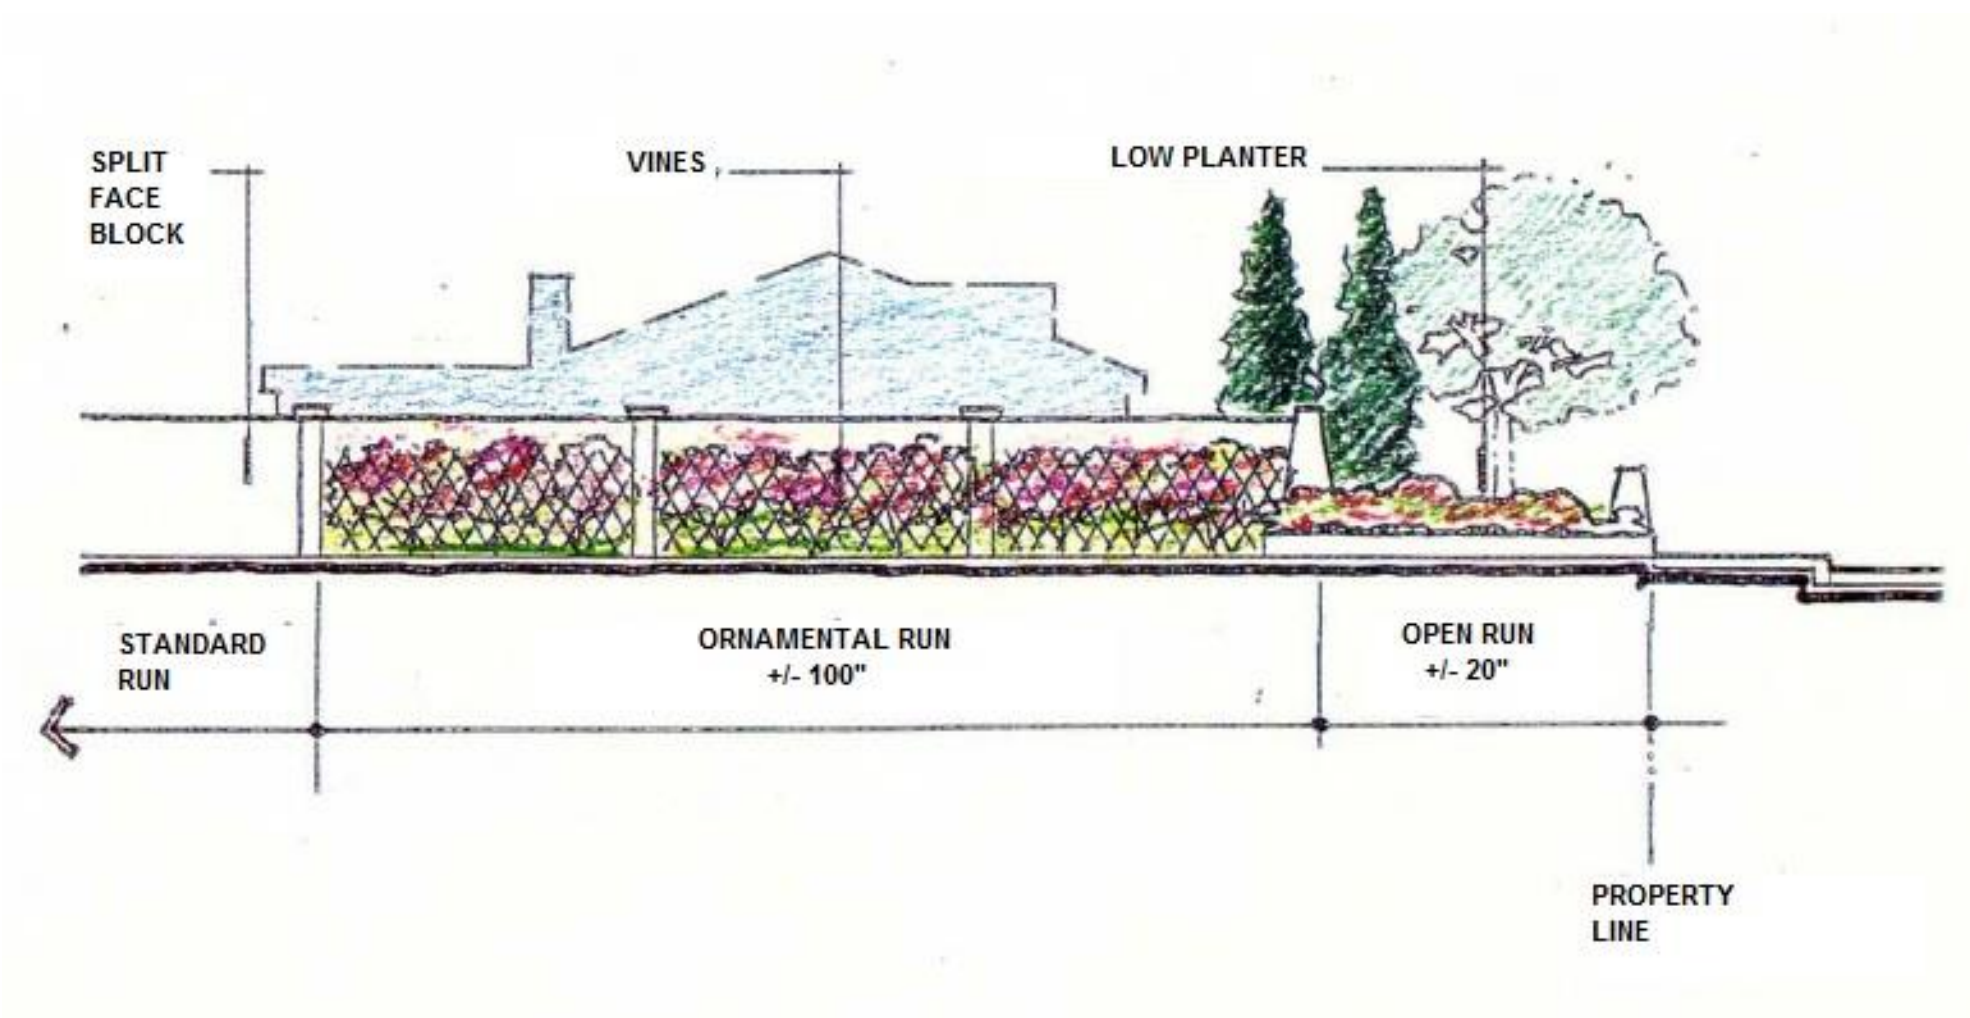 SPLIT
FACE
BLOCK
VINES
LOW PLANTER
STANDARD
RUN
ORNAMENTAL RUN
+/- 100"
OPEN RUN
+/- 20"
PROPERTY
LINE